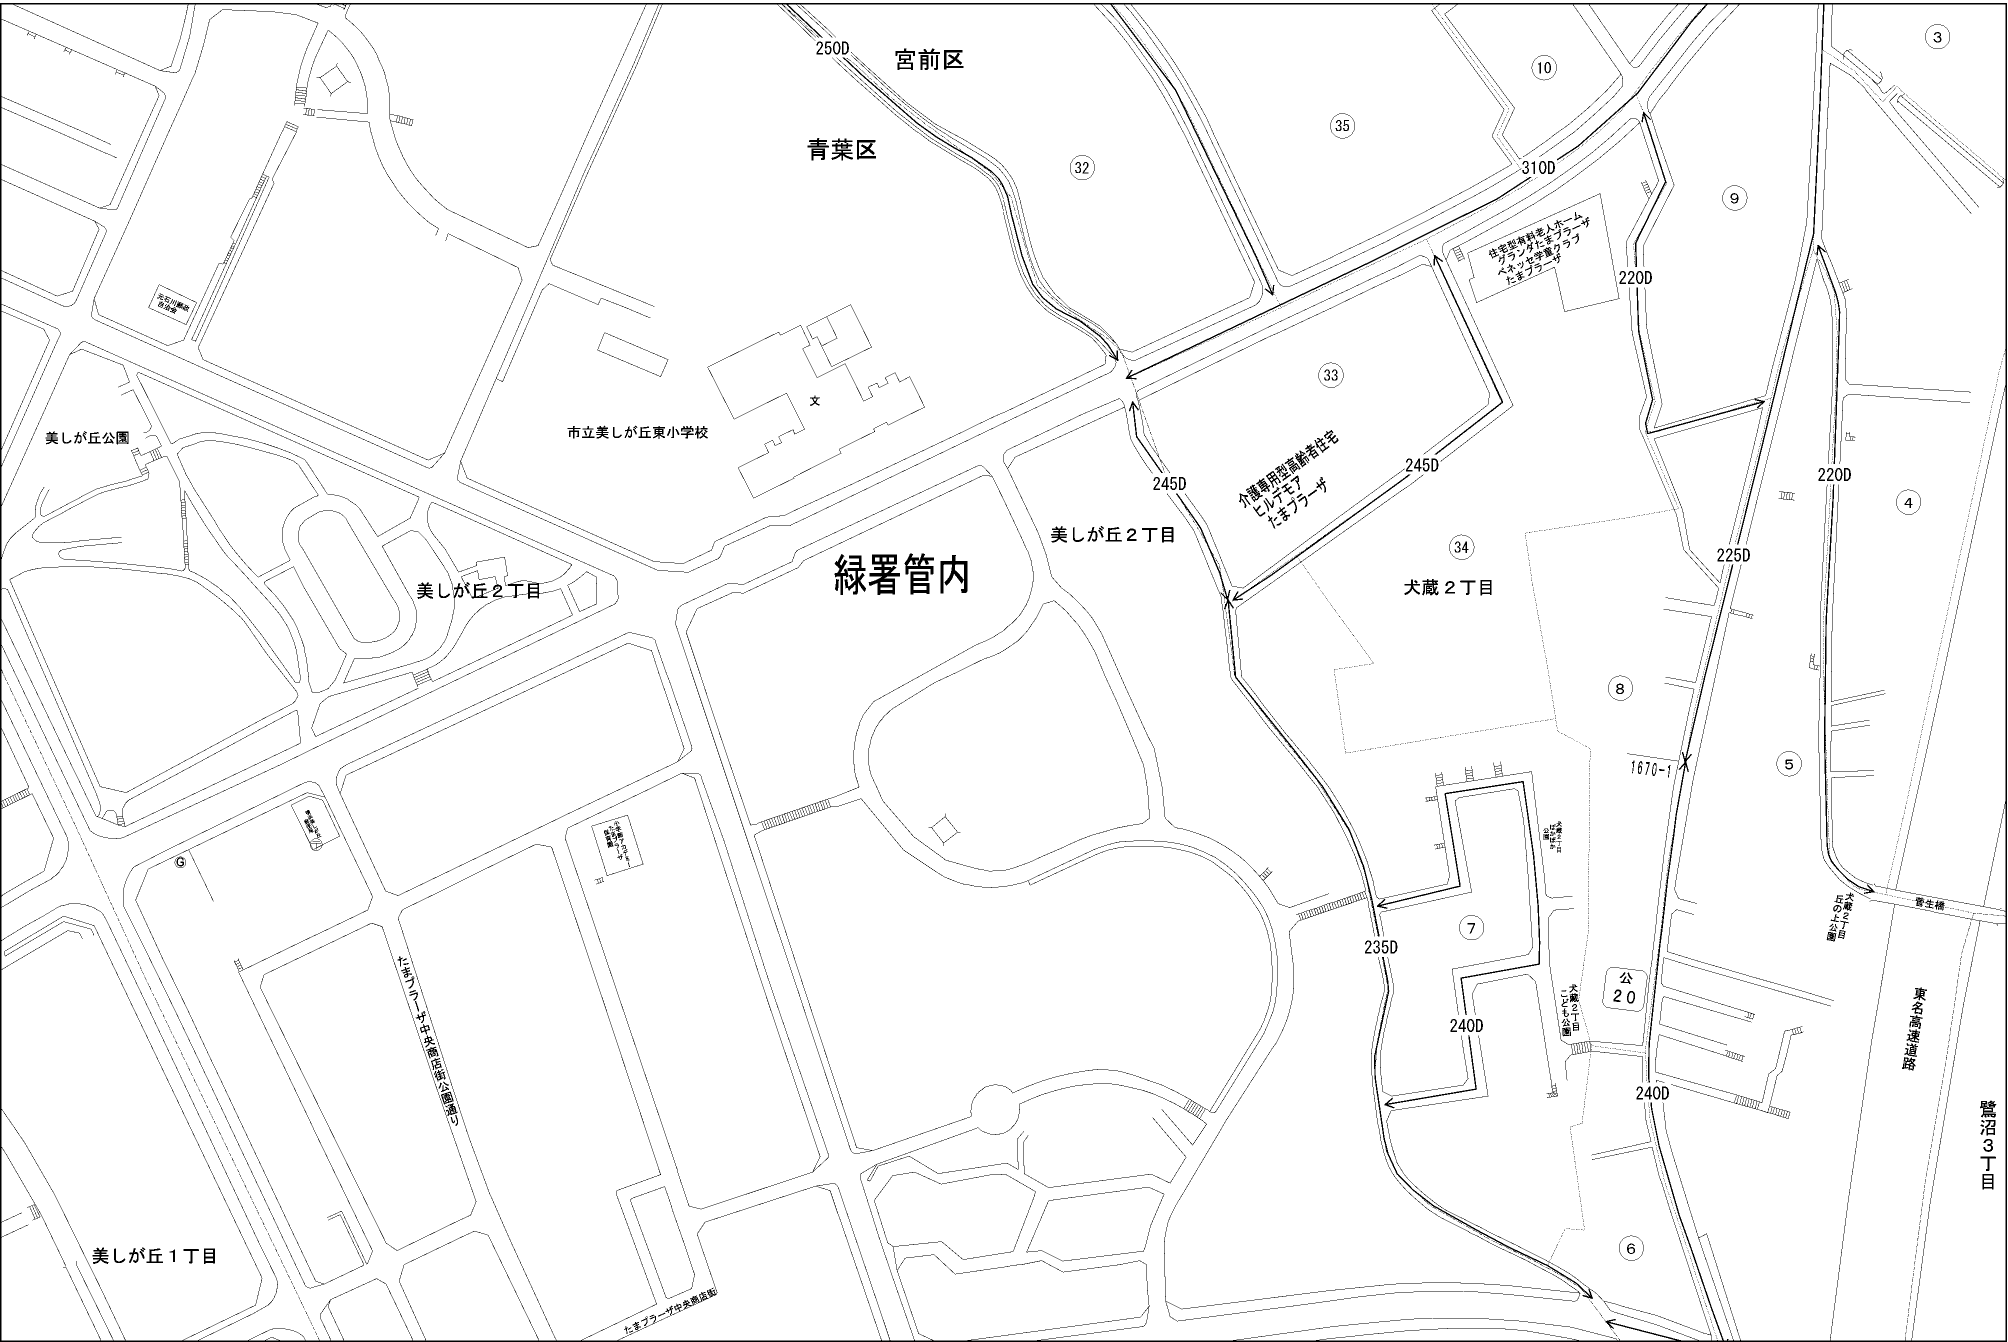 250D
宮前区
青葉区
3
10
35
32
310D
9
住宅型有料老人ホーム
グランダたまプラーザ
ベネッセ学童クラブ
たまプラーザ
220D
33
文
美しが丘公園
市立美しが丘東小学校
介護専用型高齢者住宅
ヒルデモア
たまプラーザ
245D
245D
220D
4
美しが丘2丁目
34
225D
緑署管内
美しが丘2丁目
犬蔵2丁目
8
5
1670-1
G
7
235D
菅生橋
犬蔵2丁目
丘の上公園
公
20
犬蔵2丁目
こども公園
240D
東名高速道路
たまプラーザ中央商店街公園通り
240D
鷺沼3丁目
美しが丘1丁目
6
たまプラーザ中央商店街